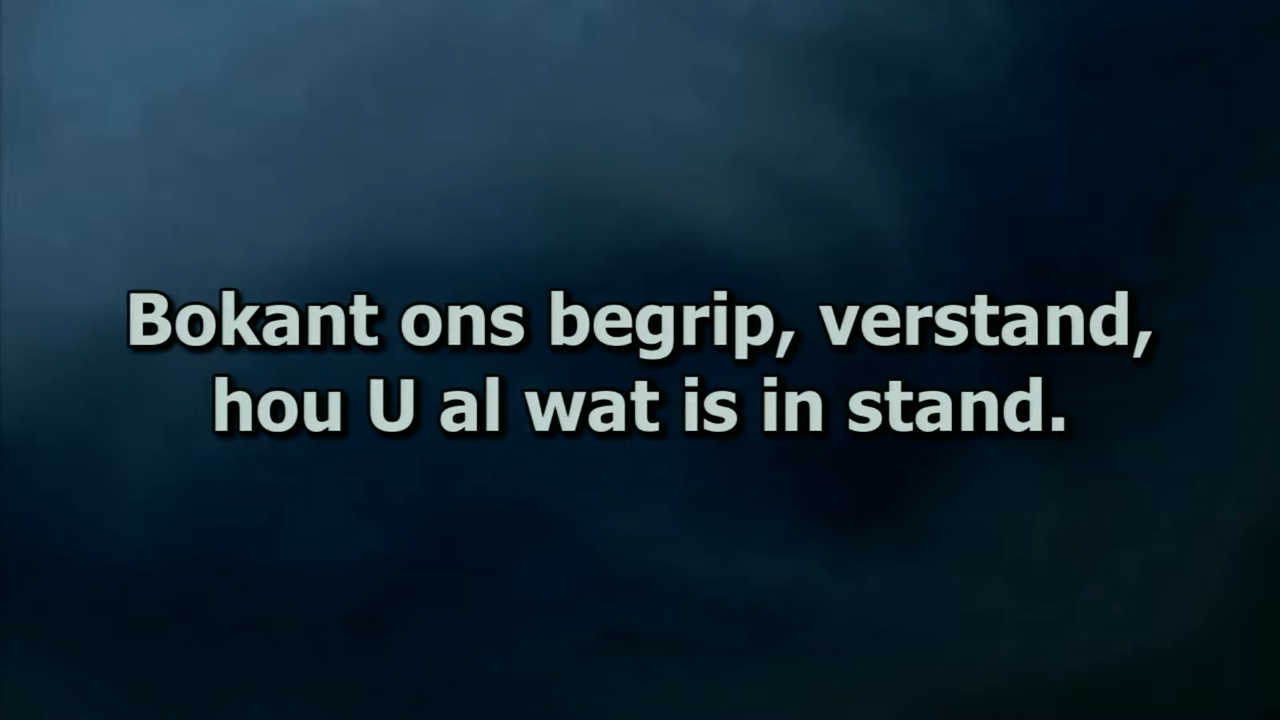 Bokant ons begrip, verstand,
hou U al wat is in stand.